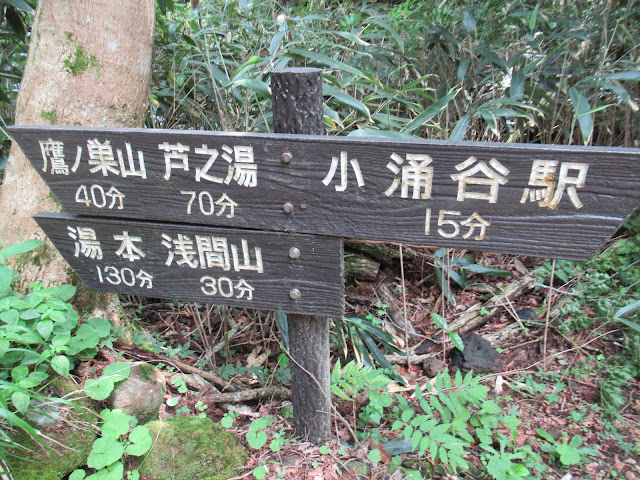 鷹ノ巣山 芦之湯
40分 70分
小涌谷駅
15分
湯本 浅間山
130分 30分